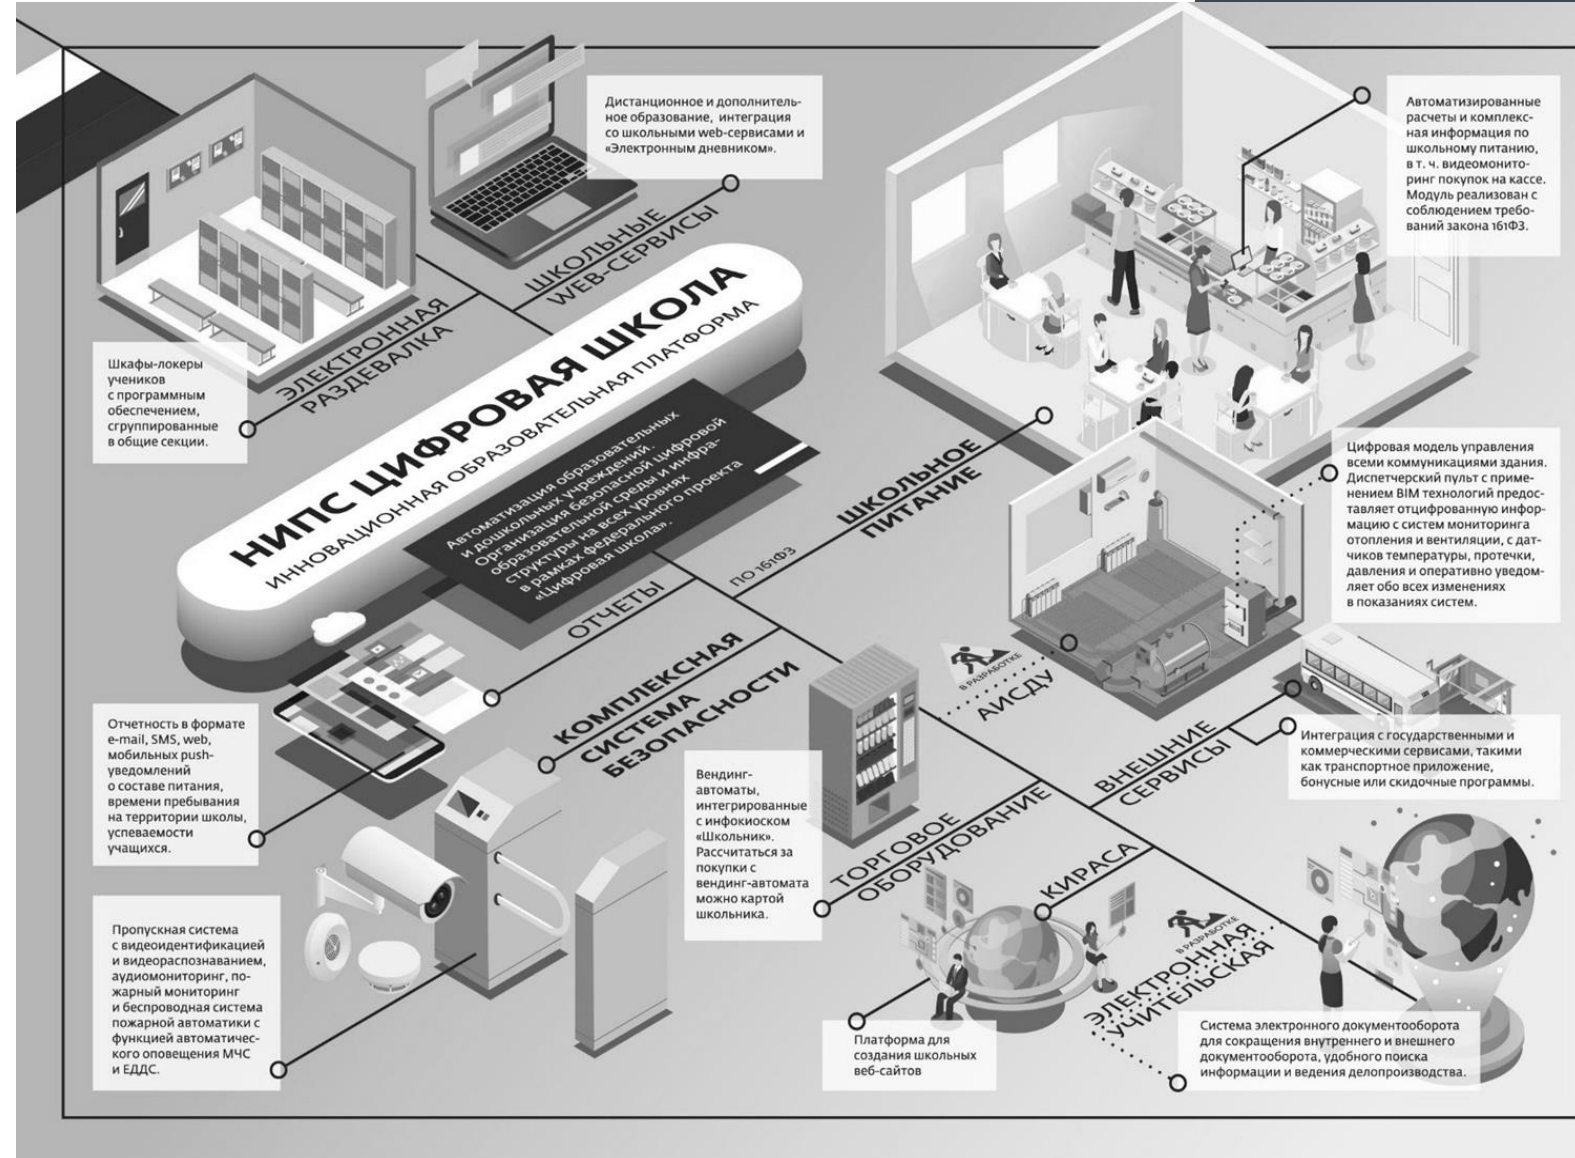 Дистанционное и дополнитель-
ное образование, интеграция
со школьными web-сервисами и
«Электронным дневником».
ШКОЛЬНЫЕ
WEB-СЕРВИСЫ
Шкафы-локеры
учеников
с программным
обеспечением,
сгруппированные
в общие секции.
ЭЛЕКТРОННАЯ
РАЗДЕВАЛКА
НИПС ЦИФРОВАЯ ШКОЛА
ИННОВАЦИОННАЯ ОБРАЗОВАТЕЛЬНАЯ ПЛАТФОРМА
Автоматизация образовательных
и дошкольных учреждений.
Организация безопасной цифровой
образовательной среды и инфра-
структуры на всех уровнях
в рамках федерального проекта
«Цифровая школа».
Автоматизированные
расчеты и комплекс-
ная информация по
школьному питанию,
в т. ч. видеомонито-
ринг покупок на кассе.
Модуль реализован с
соблюдением требо-
ваний закона 161ФЗ.
ШКОЛЬНОЕ
ПИТАНИЕ
ПО 161ФЗ
Цифровая модель управления
всеми коммуникациями здания.
Диспетчерский пульт с приме-
нением BIM технологий предос-
тавляет отцифрованную инфор-
мацию с систем мониторинга
отопления и вентиляции, с дат-
чиков температуры, протечки,
давления и оперативно уведом-
ляет обо всех изменениях
в показаниях систем.
В РАЗРАБОТКЕ
АИСДУ
ОТЧЕТЫ
Отчетность в формате
e-mail, SMS, web,
мобильных push-
уведомлений
о составе питания,
времени пребывания
на территории школы,
успеваемости
учащихся.
КОМПЛЕКСНАЯ
СИСТЕМА
БЕЗОПАСНОСТИ
Пропускная система
с видеоидентификацией
и видеораспознаванием,
аудиомониторинг, по-
жарный мониторинг
и беспроводная система
пожарной автоматики с
функцией автоматичес-
кого оповещения МЧС
и ЕДДС.
Вендинг-
автоматы,
интегрированные
с инфокиоском
«Школьник».
Рассчитаться за
покупки с
вендинг-автомата
можно картой
школьника.
ТОРГОВОЕ
ОБОРУДОВАНИЕ
ВНЕШНИЕ
СЕРВИСЫ
Интеграция с государственными и
коммерческими сервисами, такими
как транспортное приложение,
бонусные или скидочные программы.
КИРАСА
Платформа для
создания школьных
веб-сайтов
В РАЗРАБОТКЕ
ЭЛЕКТРОННАЯ
УЧИТЕЛЬСКАЯ
Система электронного документооборота
для сокращения внутреннего и внешнего
документооборота, удобного поиска
информации и ведения делопроизводства.